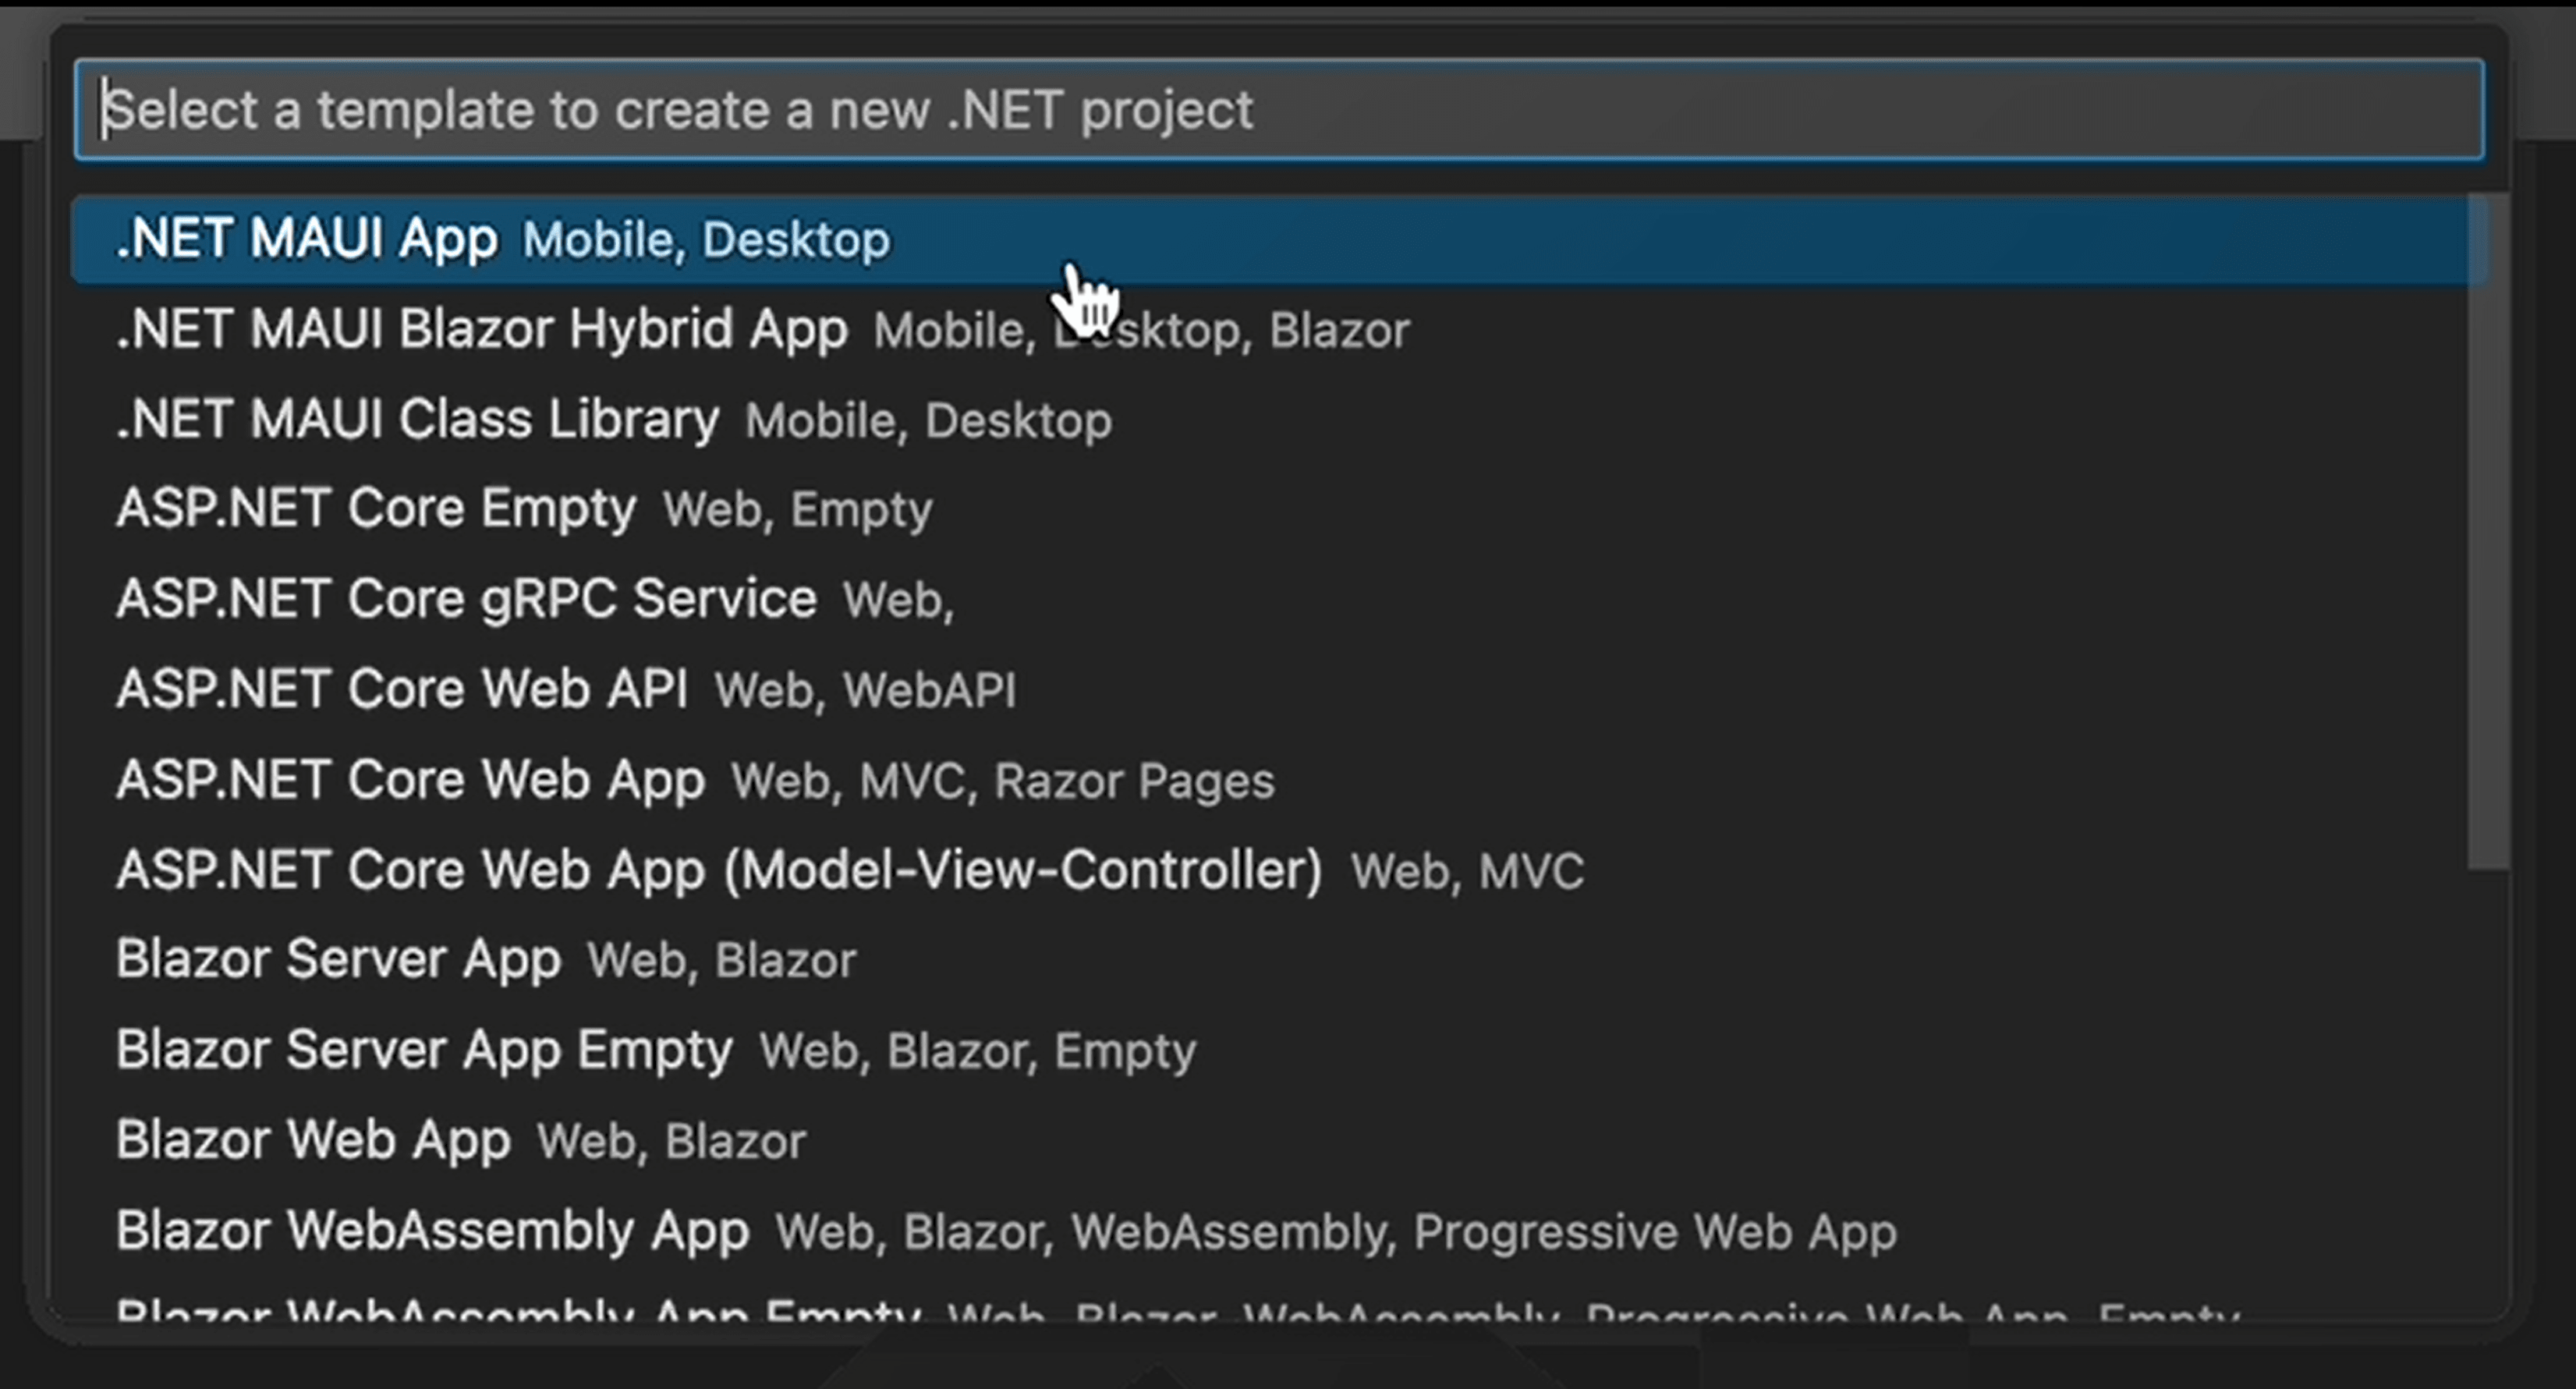 Select a template to create a new .NET project
.NET MAUI App Mobile, Desktop
.NET MAUI Blazor Hybrid App Mobile, Desktop, Blazor
.NET MAUI Class Library Mobile, Desktop
ASP.NET Core Empty Web, Empty
ASP.NET Core gRPC Service Web,
ASP.NET Core Web API Web, WebAPI
ASP.NET Core Web App Web, MVC, Razor Pages
ASP.NET Core Web App (Model-View-Controller) Web, MVC
Blazor Server App Web, Blazor
Blazor Server App Empty Web, Blazor, Empty
Blazor Web App Web, Blazor
Blazor WebAssembly App Web, Blazor, WebAssembly, Progressive Web App
Blazor WebAssembly App Empty Web, Blazor, WebAssembly, Progressive Web App, Empty